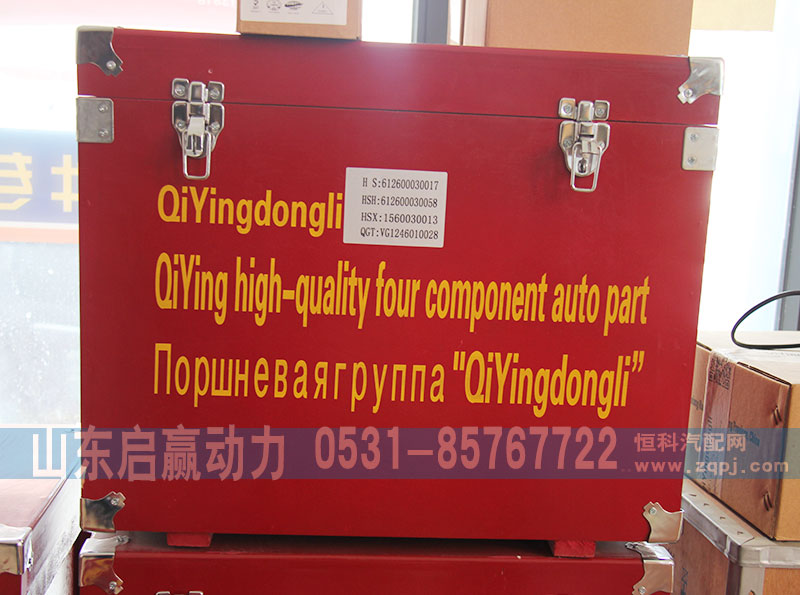 H S:612600030017
HSH:612600030058
HSX:1560030013
QGT:VG1246010028
QiYingdongli
QiYing high-quality four component auto part
Поршневаягруппа "QiYingdongli”
山东启赢动力 0531-85767722 恒科汽配网
www.zqpj.com